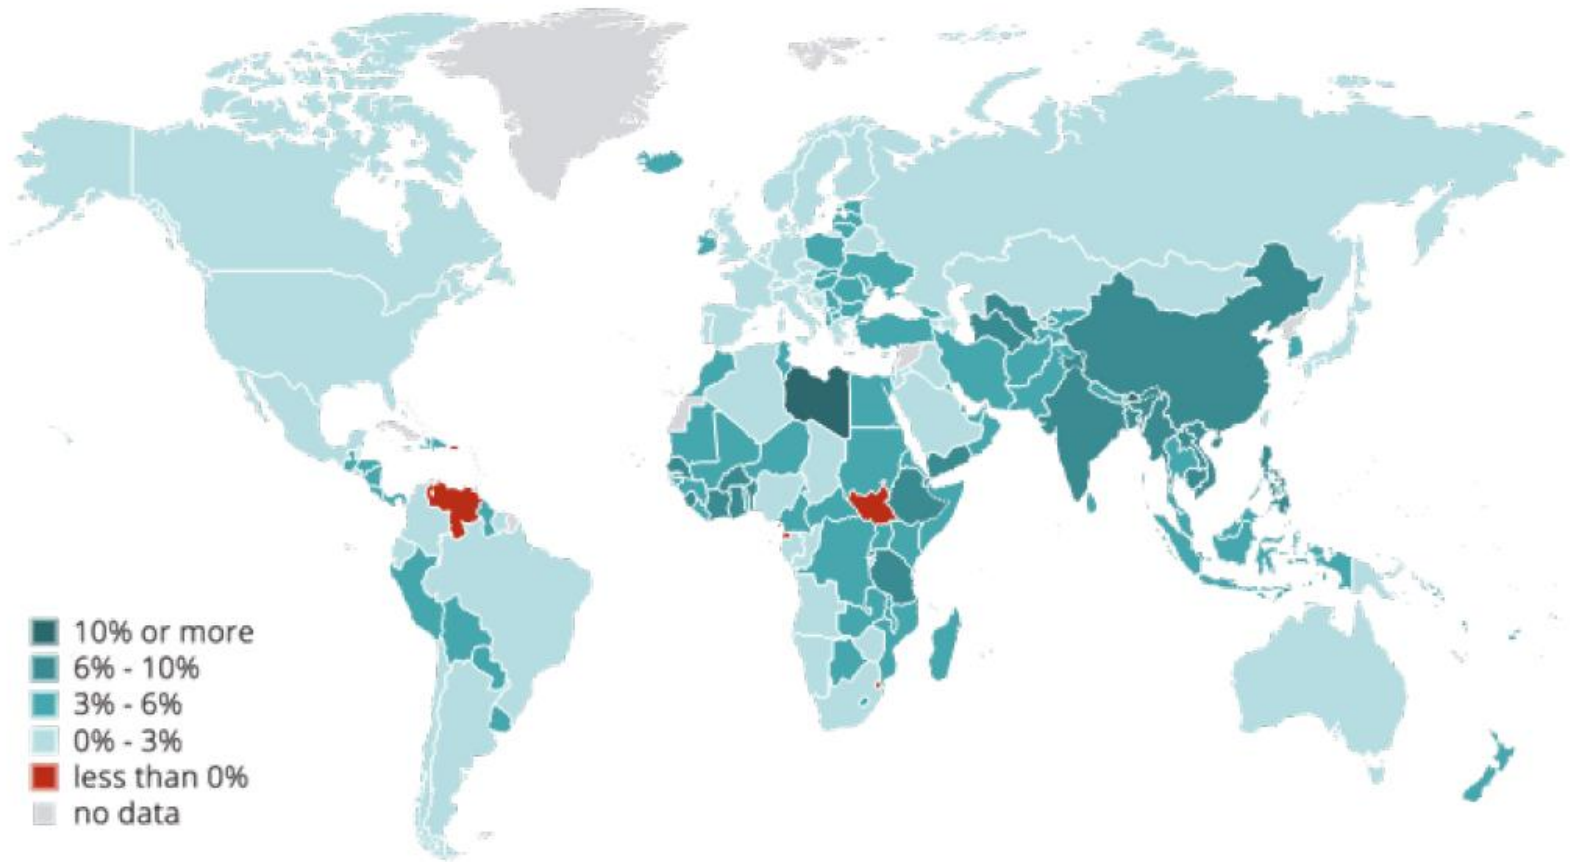 10% or more
6% - 10%
3% - 6%
0% - 3%
less than 0%
no data